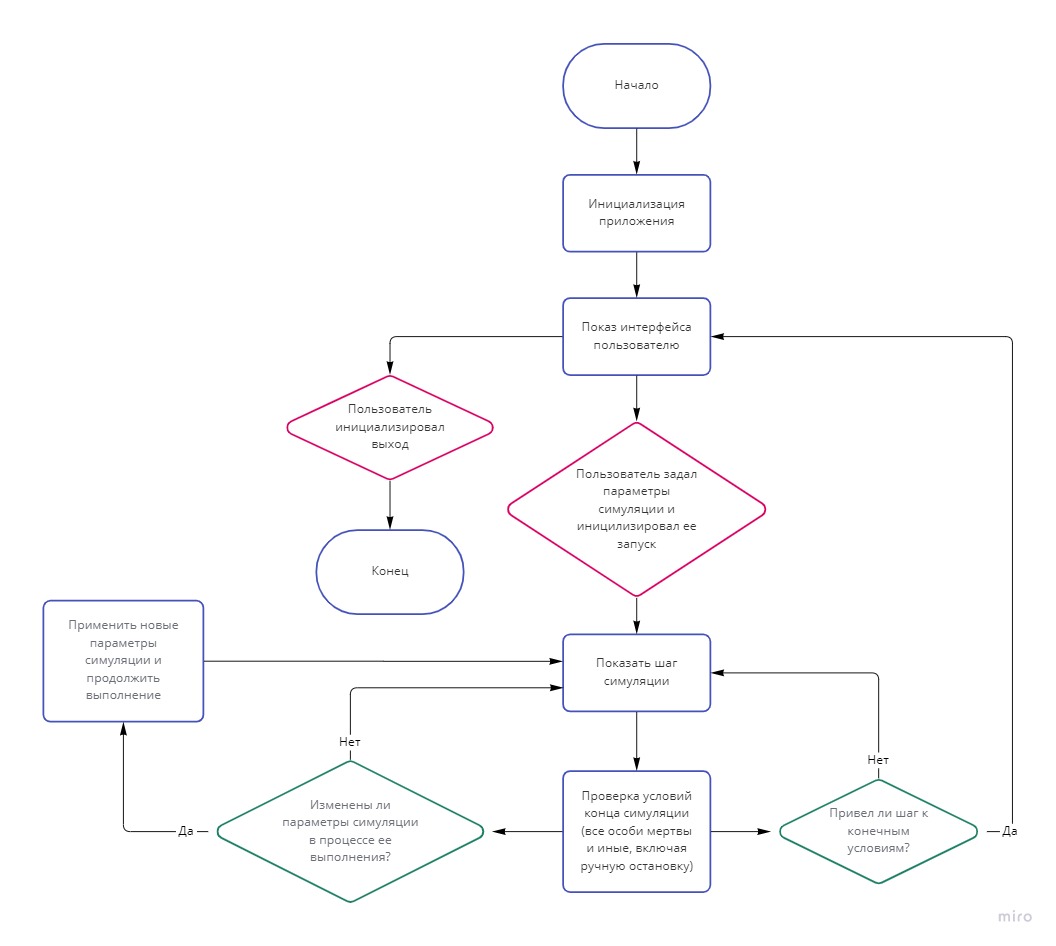 Начало
Инициализация
приложения
Показ интерфейса
пользователю
Пользователь
инициализировал
выход
Пользователь задал
параметры
симуляции и
иницилизировал ее
запуск
Конец
Применить новые
параметры
симуляции и
продолжить
выполнение
Показать шаг
симуляции
Нет
Нет
Изменены ли
параметры симуляции
в процессе ее
выполнения?
Да
Проверка условий
конца симуляции
(все особи мертвы
и иные, включая
ручную остановку)
Привел ли шаг к
конечным
условиям?
Да
miro